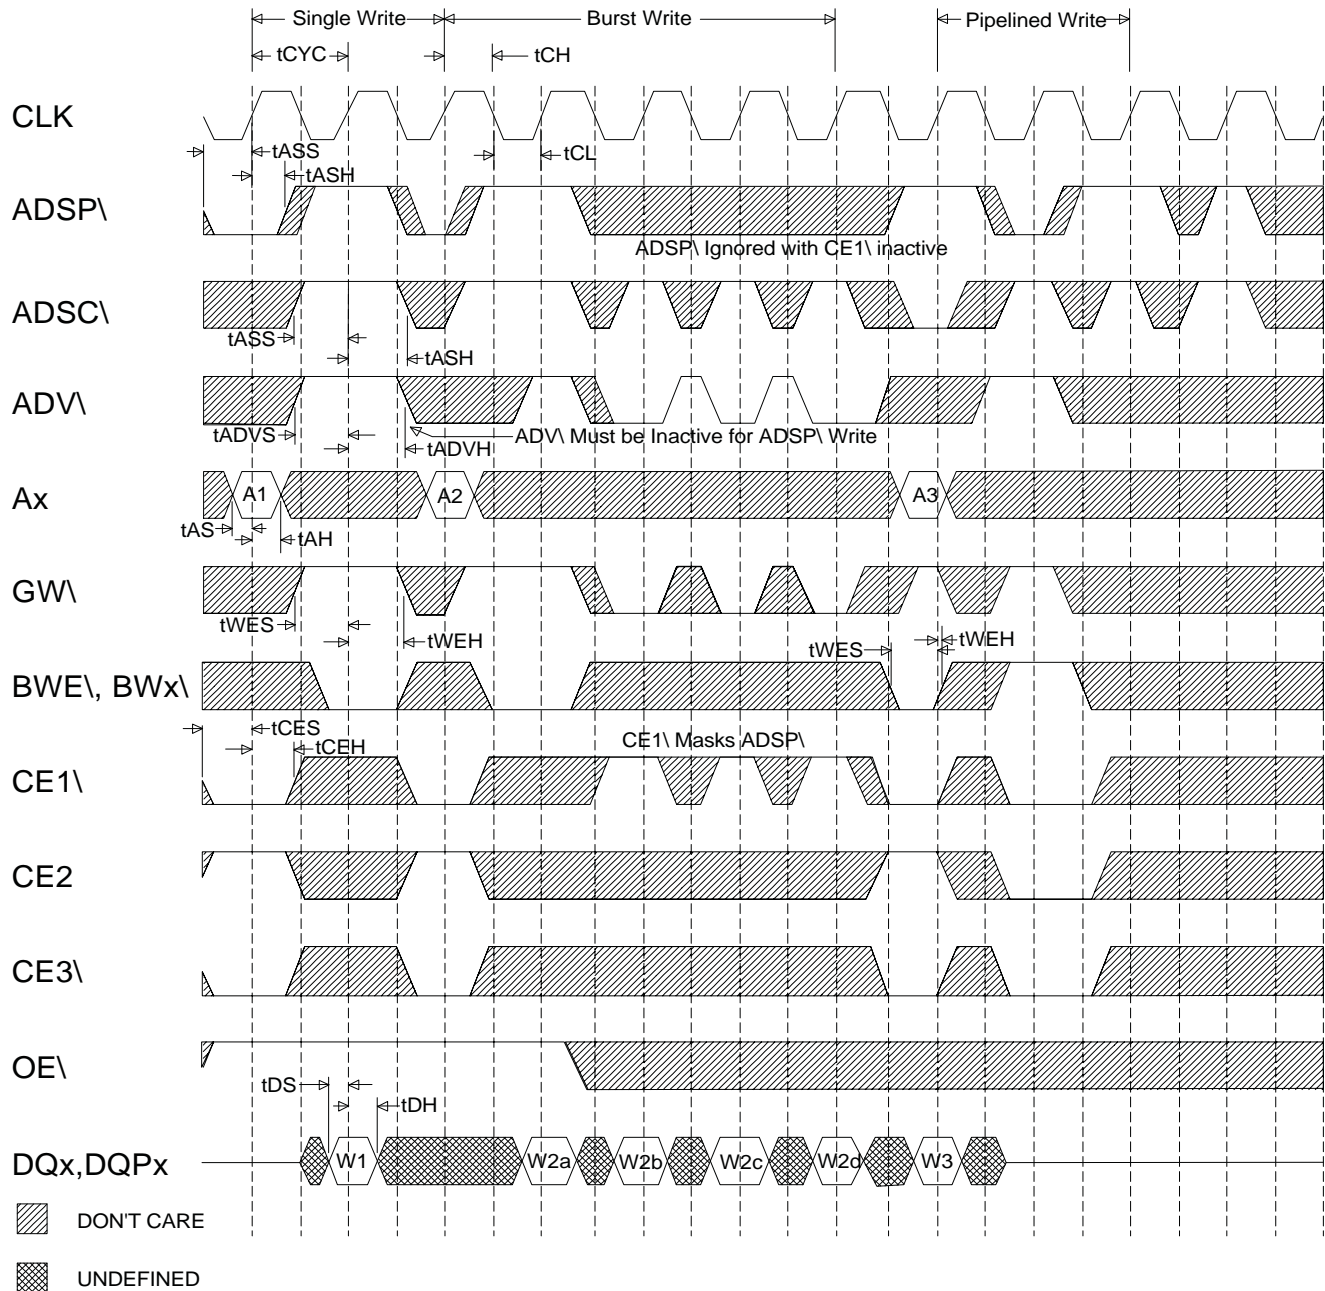 Single Write
Burst Write
Pipelined Write
tCYC
tCH
CLK
tASS
tCL
tASH
ADSP\
ADSP\ Ignored with CE1\ inactive
ADSC\
tASS
tASH
ADV\
tADVS
ADV\ Must be Inactive for ADSP\ Write
tADVH
Ax
A1
A2
A3
tAS
tAH
GW\
tWES
tWEH
tWES
tWEH
BWE\, BWx\
tCES
tCEH
CE1\ Masks ADSP\
CE1\
CE2
CE3\
OE\
tDS
tDH
DQx,DQPx
W1
W2a
W2b
W2c
W2d
W3
DON'T CARE
UNDEFINED